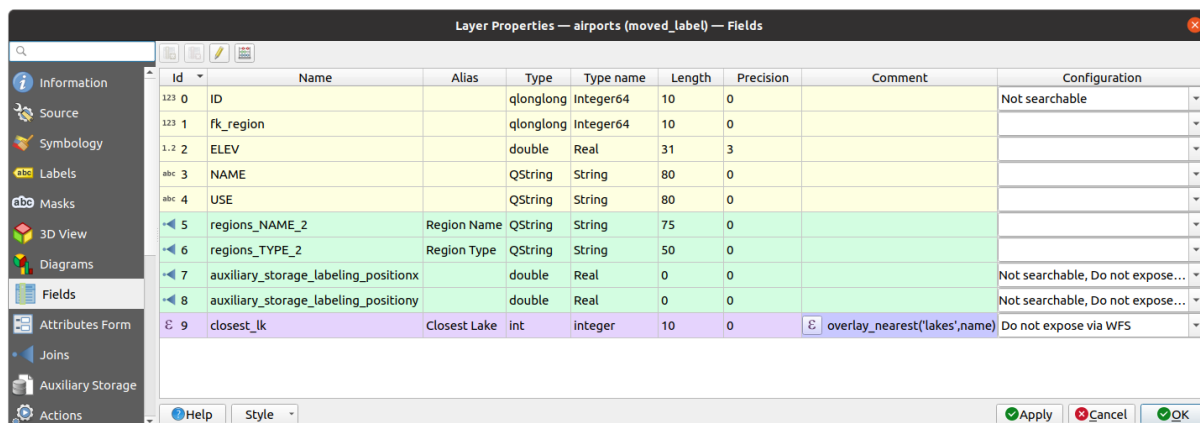 Layer Properties — airports (moved_label) — Fields
Information
Source
Symbology
abc Labels
abc Masks
3D View
Diagrams
Fields
Attributes Form
Joins
Auxiliary Storage
Actions
Id Name Alias Type Type name Length Precision Comment Configuration
123 0 ID qlonglong Integer64 10 0 Not searchable
123 1 fk_region qlonglong Integer64 10 0
1.2 2 ELEV double Real 31 3
abc 3 NAME QString String 80 0
abc 4 USE QString String 80 0
5 regions_NAME_2 Region Name QString String 75 0
6 regions_TYPE_2 Region Type QString String 50 0
7 auxiliary_storage_labeling_positionx double Real 0 0 Not searchable, Do not expose...
8 auxiliary_storage_labeling_positiony double Real 0 0 Not searchable, Do not expose...
ε 9 closest_lk Closest Lake int integer 10 0 ε overlay_nearest('lakes',name) Do not expose via WFS
Help Style Apply Cancel OK